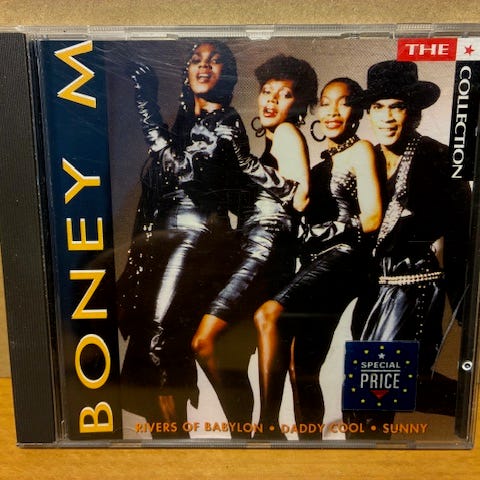 BONEY M
THE
COLLECTION
SPECIAL
PRICE
RIVERS OF BABYLON • DADDY COOL • SUNNY